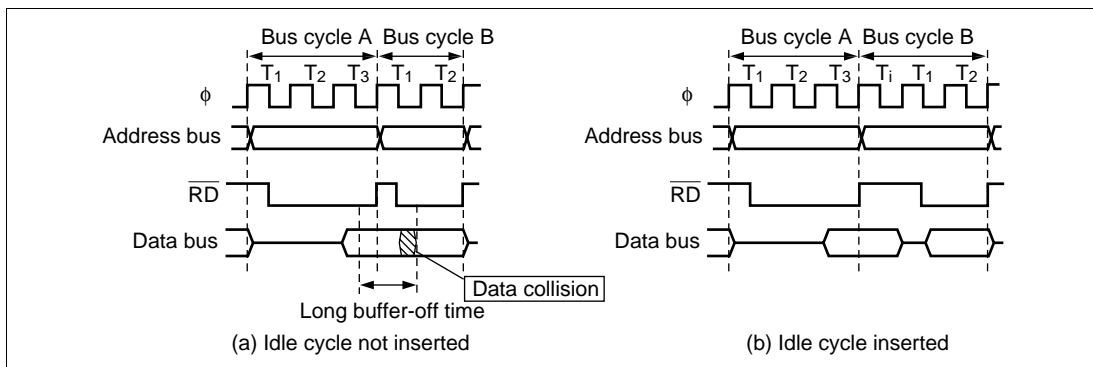 Bus cycle A Bus cycle B
T1 T2 T3 T1 T2
ϕ
Address bus
RD
Data bus
Data collision
Long buffer-off time
(a) Idle cycle not inserted
Bus cycle A Bus cycle B
T1 T2 T3 Ti T1 T2
ϕ
Address bus
RD
Data bus
(b) Idle cycle inserted